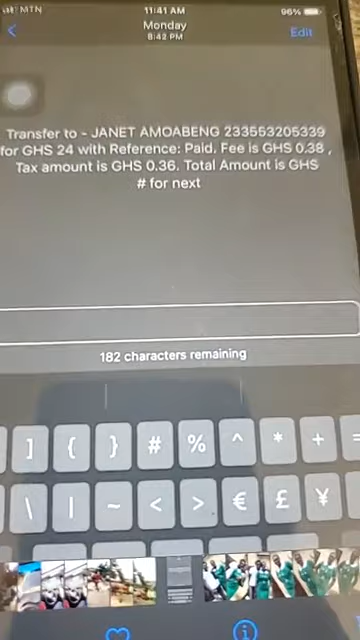 MTN 11:41 AM 96%
Monday
8:42 PM
Edit
Transfer to - JANET AMOABENG 233553205339
for GHS 24 with Reference: Paid. Fee is GHS 0.38 ,
Tax amount is GHS 0.36. Total Amount is GHS
# for next
182 characters remaining
] { } # % ^ * + =
\ | ~ < > € £ ¥